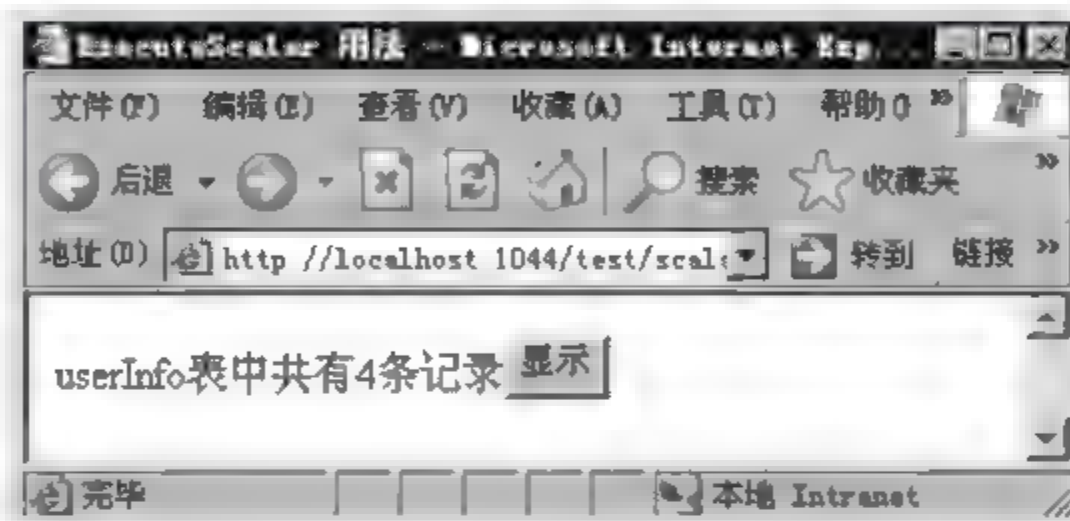 ExecuteScalar 用法 - Microsoft Internet Exp...
文件(F) 编辑(E) 查看(V) 收藏(A) 工具(T) 帮助( »
后退 搜索 收藏夹 »
地址(D) http //localhost 1044/test/scala 转到 链接 »
userInfo表中共有4条记录 显示
完毕 本地 Intranet